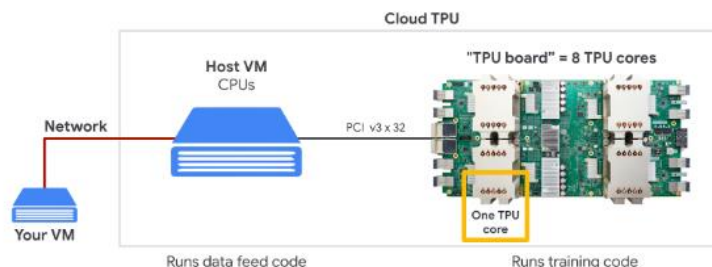 Cloud TPU
Host VM
CPUs
"TPU board" = 8 TPU cores
Network
PCI v3 x 32
One TPU
core
Your VM
Runs data feed code
Runs training code